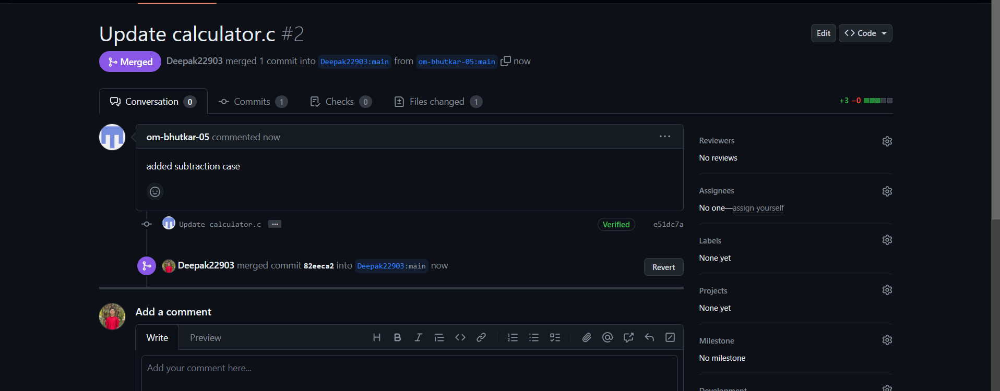 Update calculator.c #2
Edit
Code
Merged
Deepak22903 merged 1 commit into Deepak22903:main from om-bhutkar-05:main now
Conversation 0
Commits 1
Checks 0
Files changed 1
+3 −0
om-bhutkar-05 commented now
added subtraction case
Update calculator.c ...
Verified
e51dc7a
Deepak22903 merged commit 82eeca2 into Deepak22903:main now
Revert
Add a comment
Write
Preview
Add your comment here...
Reviewers
No reviews
Assignees
No one—assign yourself
Labels
None yet
Projects
None yet
Milestone
No milestone
Development